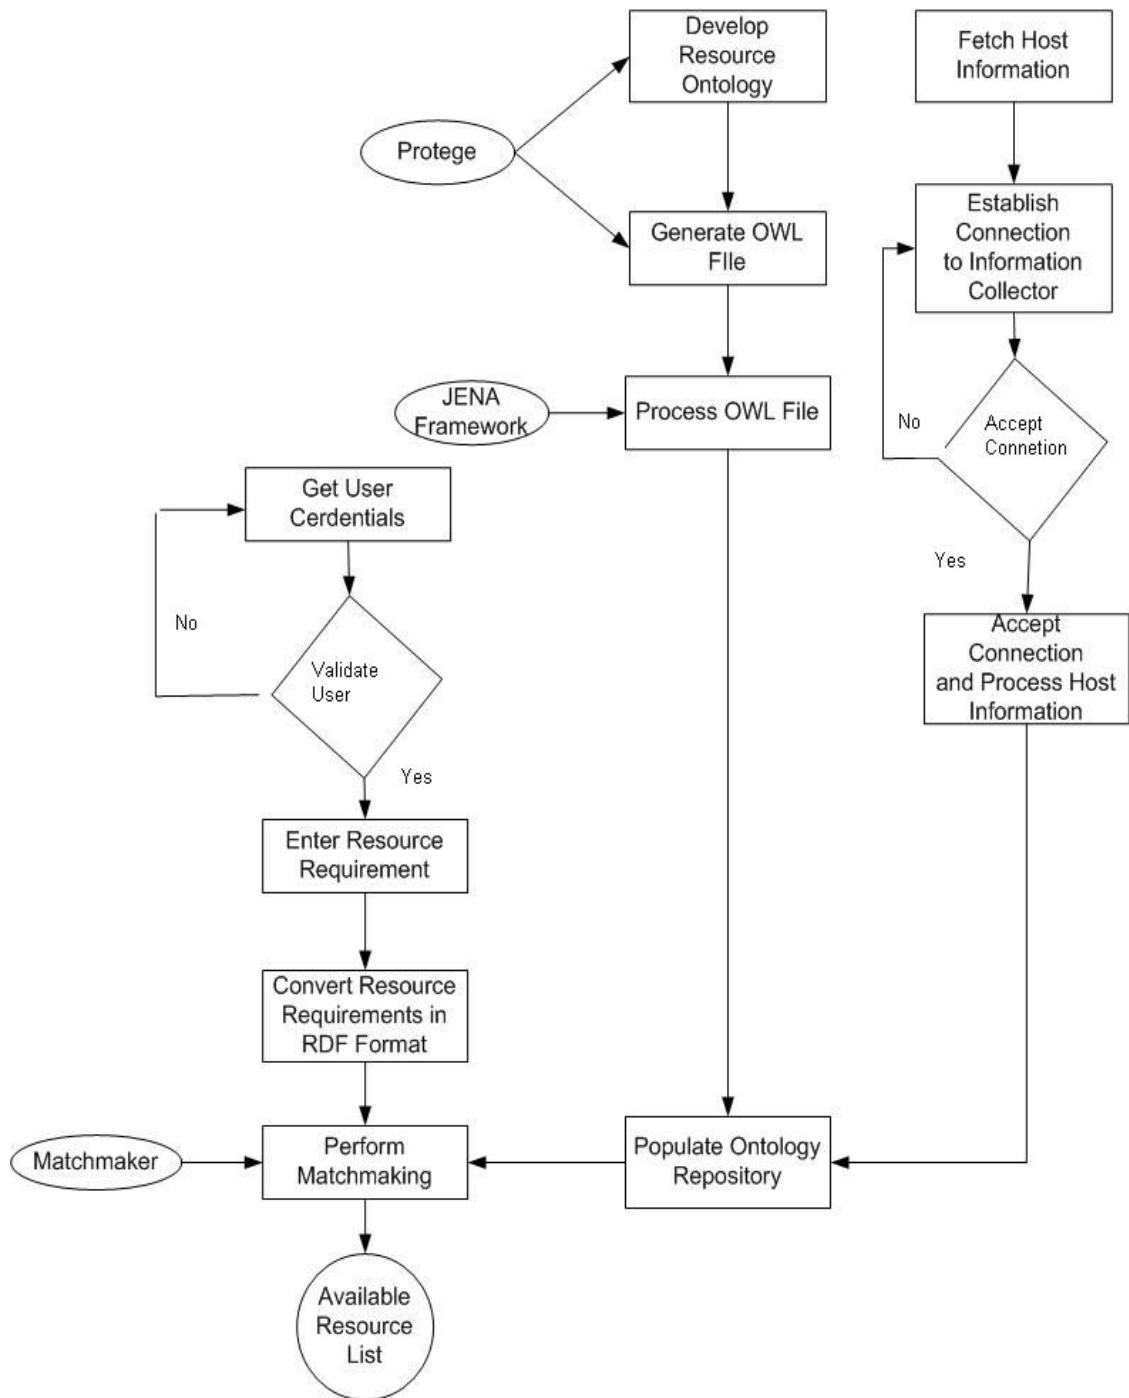 Develop
Resource
Ontology
Fetch Host
Information
Protege
Generate OWL
FIle
Establish
Connection
to Information
Collector
JENA
Framework
Process OWL File
No
Accept
Connetion
Get User
Cerdentials
Yes
No
Validate
User
Accept
Connection
and Process Host
Information
Yes
Enter Resource
Requirement
Convert Resource
Requirements in
RDF Format
Matchmaker
Perform
Matchmaking
Populate Ontology
Repository
Available
Resource
List